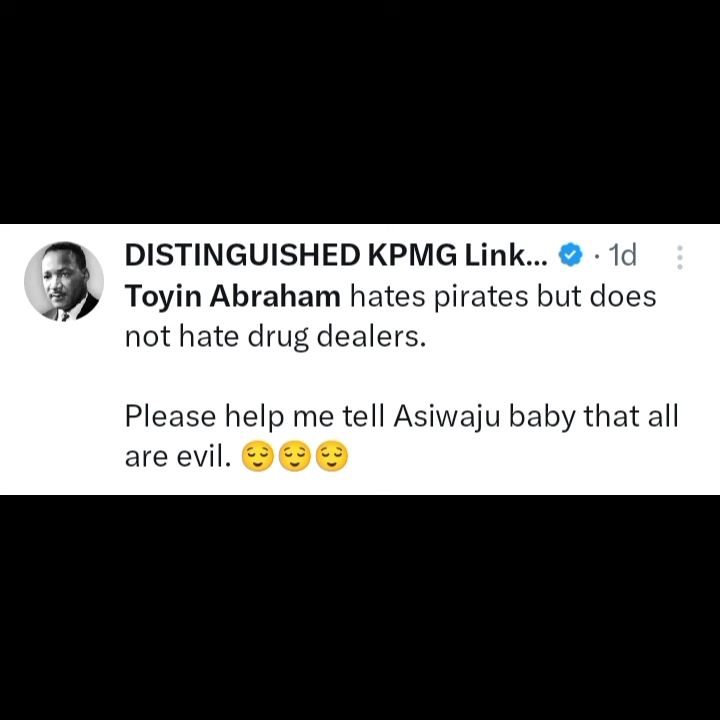 DISTINGUISHED KPMG Link... · 1d
Toyin Abraham hates pirates but does
not hate drug dealers.
Please help me tell Asiwaju baby that all
are evil. 😌😌😌